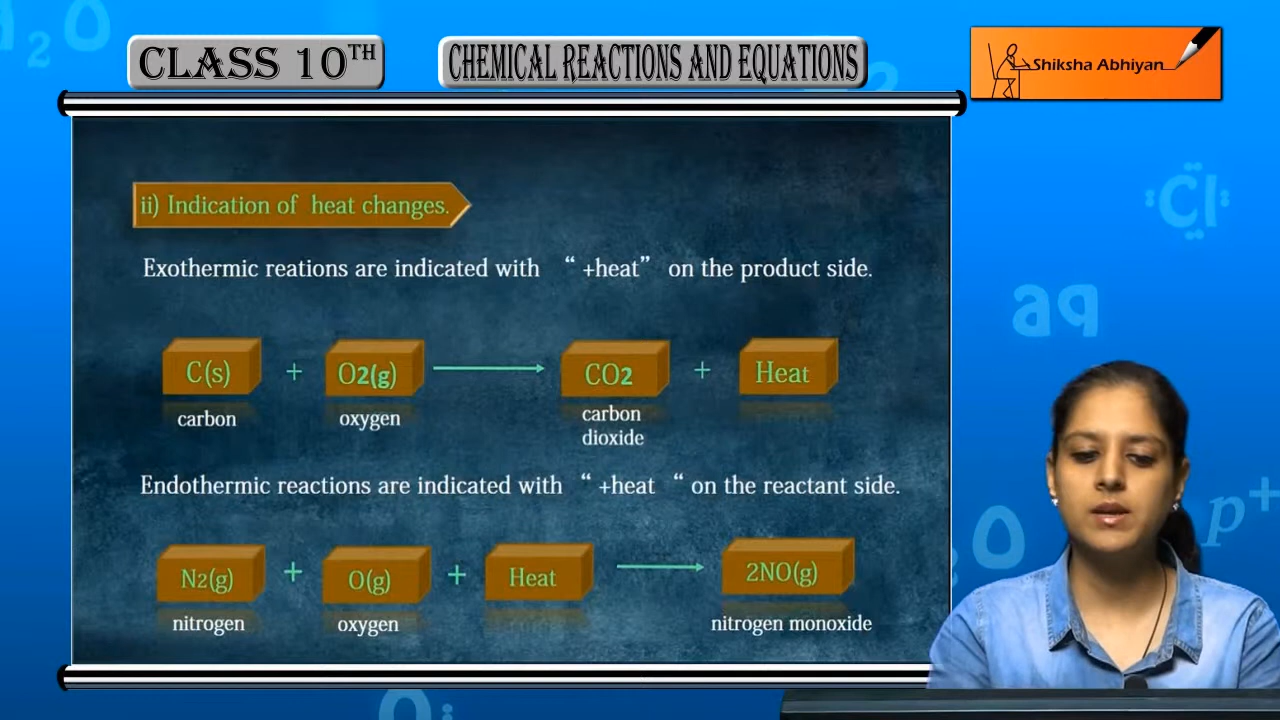 CLASS 10TH
CHEMICAL REACTIONS AND EQUATIONS
Shiksha Abhiyan
ii) Indication of heat changes.
Exothermic reations are indicated with “ +heat” on the product side.
C(s) + O2(g) → CO2 + Heat
carbon oxygen carbon
dioxide
Endothermic reactions are indicated with “ +heat “ on the reactant side.
N2(g) + O(g) + Heat → 2NO(g)
nitrogen oxygen nitrogen monoxide
Cl
aq
p+